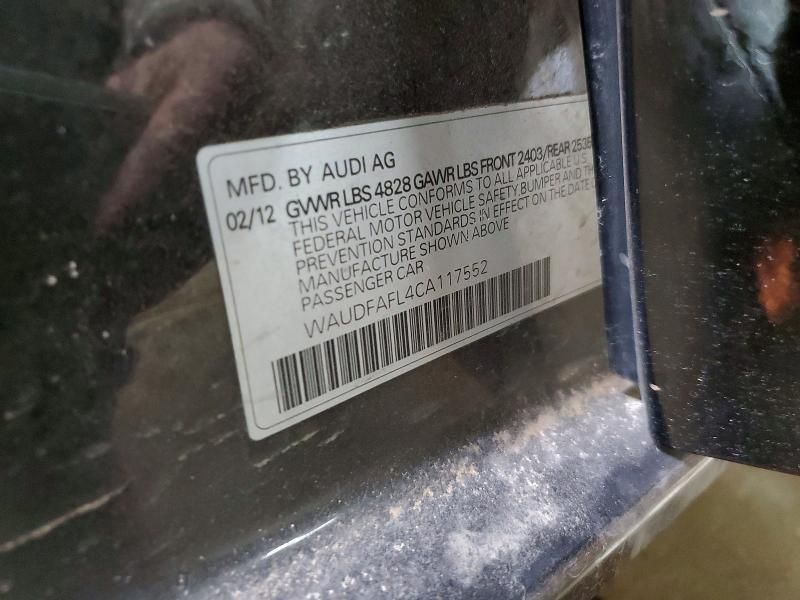 MFD. BY AUDI AG
02/12 GVWR LBS 4828 GAWR LBS FRONT 2403/REAR 2535
THIS VEHICLE CONFORMS TO ALL APPLICABLE U.S.
FEDERAL MOTOR VEHICLE SAFETY, BUMPER AND TH
PREVENTION STANDARDS IN EFFECT ON THE DATE O
MANUFACTURE SHOWN ABOVE
PASSENGER CAR
WAUDFAFL4CA117552